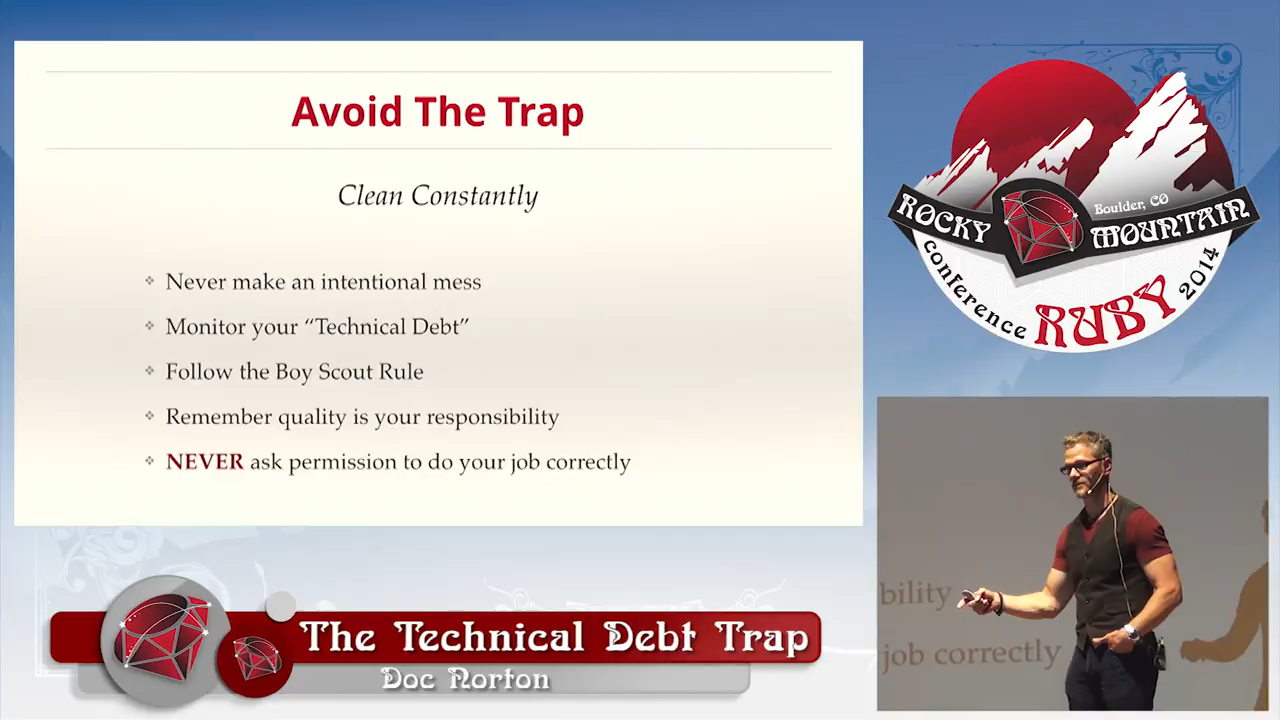 Avoid The Trap
Clean Constantly
Never make an intentional mess
Monitor your “Technical Debt”
Follow the Boy Scout Rule
Remember quality is your responsibility
NEVER ask permission to do your job correctly
ROCKY MOUNTAIN
Boulder, CO
conference RUBY 2014
bility
job correctly
The Technical Debt Trap
Doc Norton